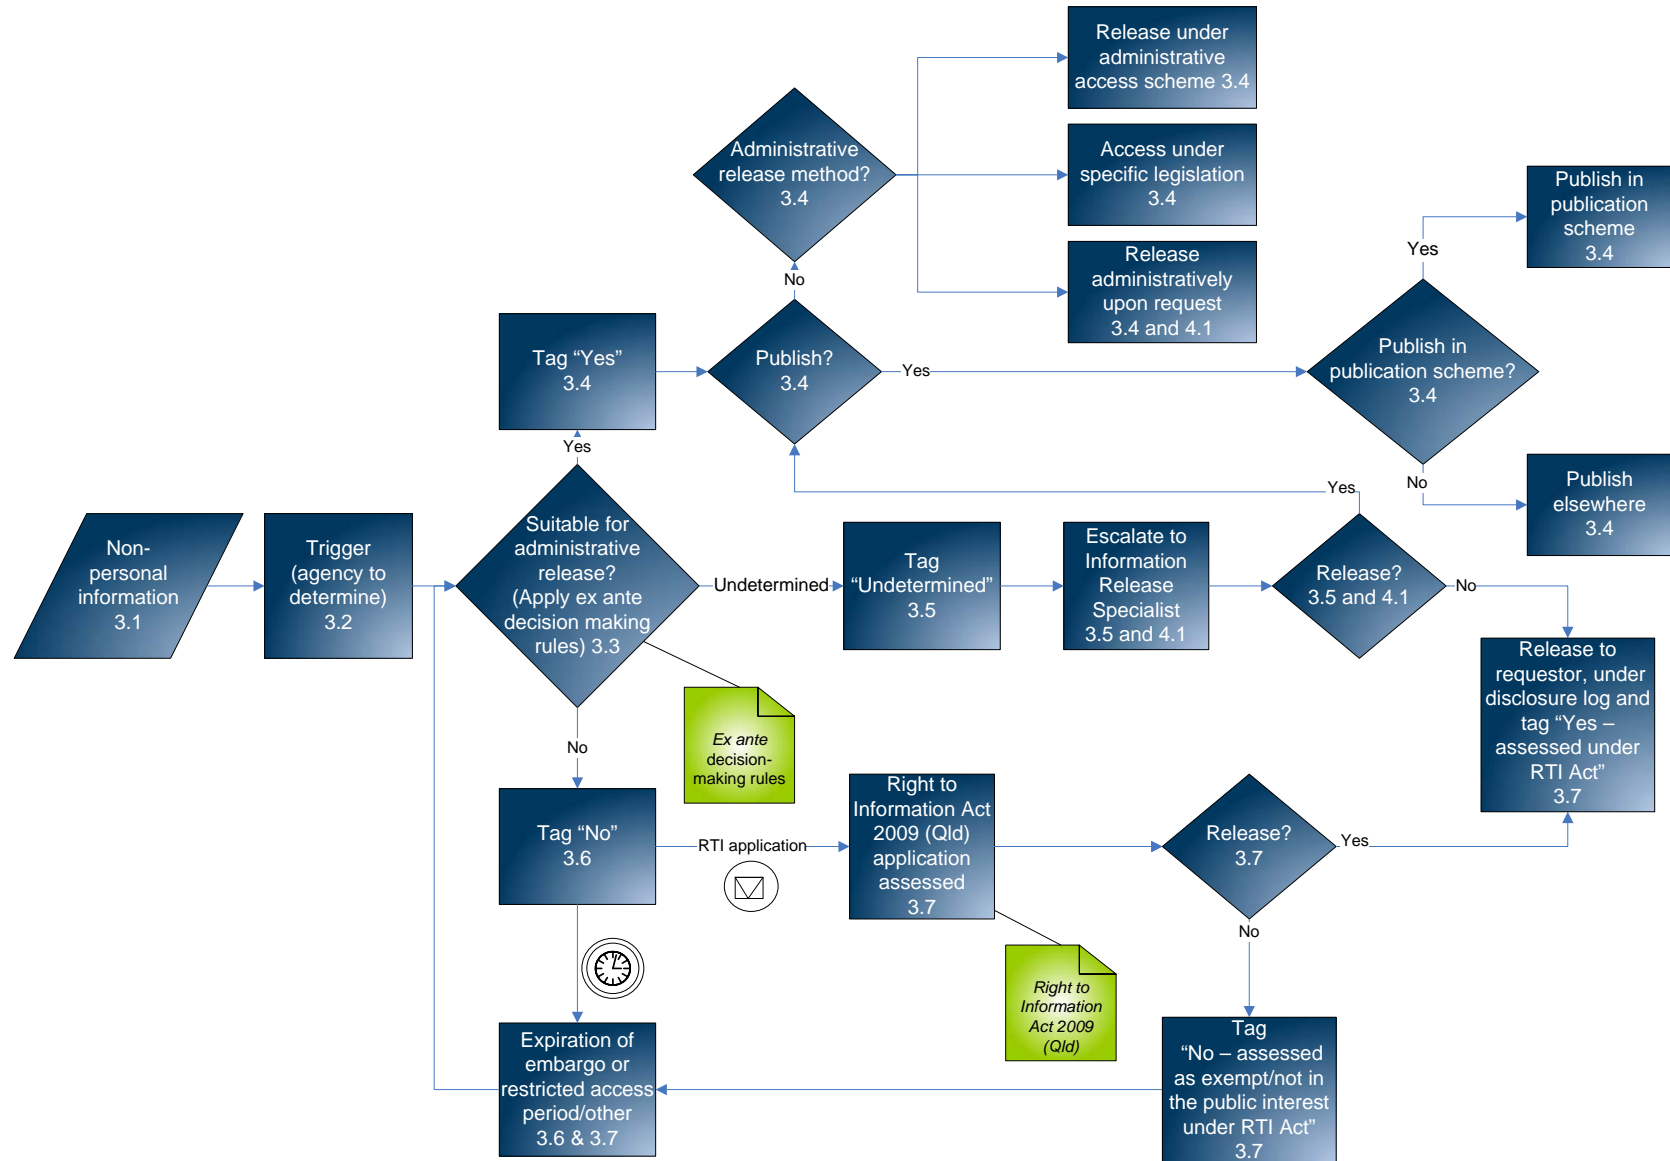 Release under
administrative
access scheme 3.4
Administrative
release method?
3.4
Access under
specific legislation
3.4
Publish in
publication
scheme
3.4
Yes
Release
administratively
upon request
3.4 and 4.1
No
Tag “Yes”
3.4
Publish?
3.4
Yes
Publish in
publication scheme?
3.4
Yes
No
Publish
elsewhere
3.4
Yes
Non-
personal
information
3.1
Trigger
(agency to
determine)
3.2
Suitable for
administrative
release?
(Apply ex ante
decision making
rules) 3.3
Undetermined
Tag
“Undetermined”
3.5
Escalate to
Information
Release
Specialist
3.5 and 4.1
Release?
3.5 and 4.1
No
Release to
requestor, under
disclosure log and
tag “Yes –
assessed under
RTI Act”
3.7
Ex ante
decision-
making rules
No
Tag “No”
3.6
RTI application
Right to
Information Act
2009 (Qld)
application
assessed
3.7
Release?
3.7
Yes
No
Right to
Information
Act 2009
(Qld)
Expiration of
embargo or
restricted access
period/other
3.6 & 3.7
Tag
“No – assessed
as exempt/not in
the public interest
under RTI Act”
3.7